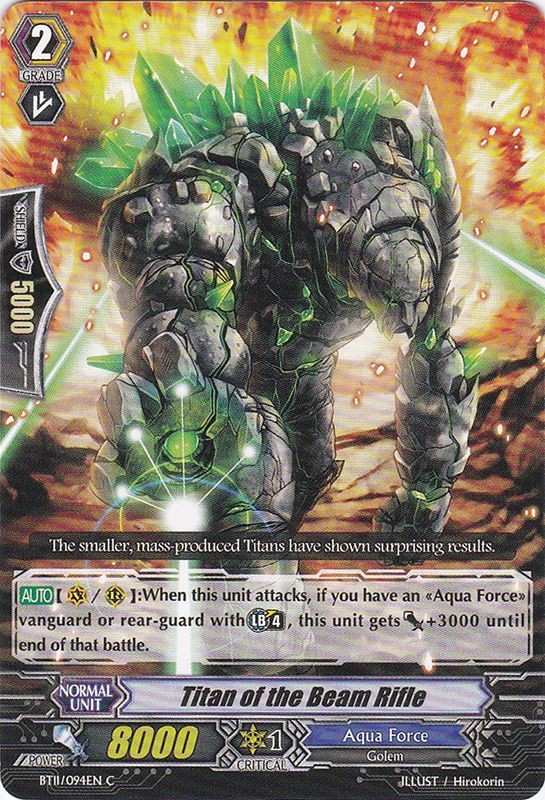 2
GRADE
SHIELD
5000
The smaller, mass-produced Titans have shown surprising results.
AUTO [ V / R ]:When this unit attacks, if you have an «Aqua Force»
vanguard or rear-guard with LB 4, this unit gets +3000 until
end of that battle.
NORMAL
UNIT
Titan of the Beam Rifle
POWER
8000
1
CRITICAL
Aqua Force
Golem
BT11/094EN C
ILLUST / Hirokorin